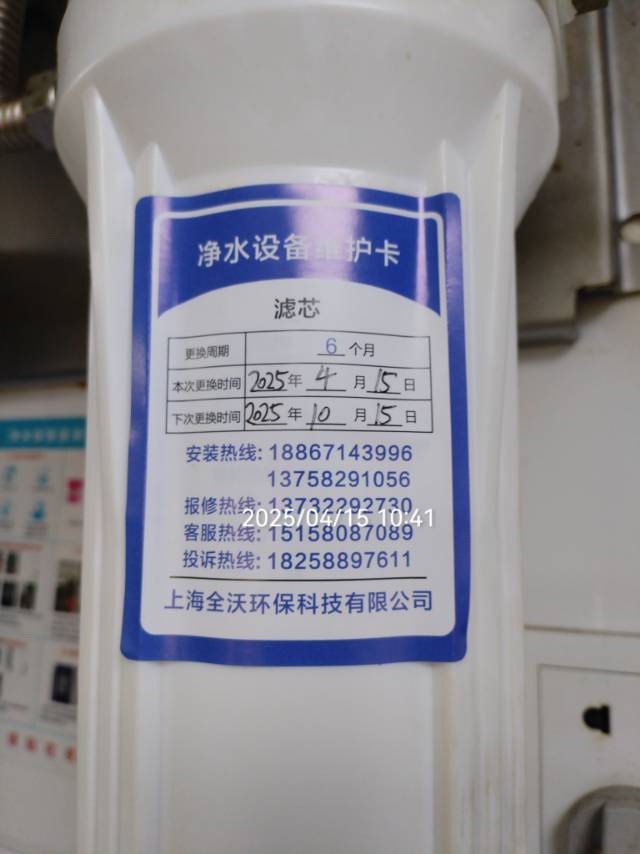 净水设备维护卡
滤芯
更换周期 6 个月
本次更换时间 2025 年 4 月 15 日
下次更换时间 2025 年 10 月 15 日
安装热线: 18867143996
13758291056
报修热线: 13732292730
2025/04/15 10:41
客服热线: 15158087089
投诉热线: 18258897611
上海全沃环保科技有限公司